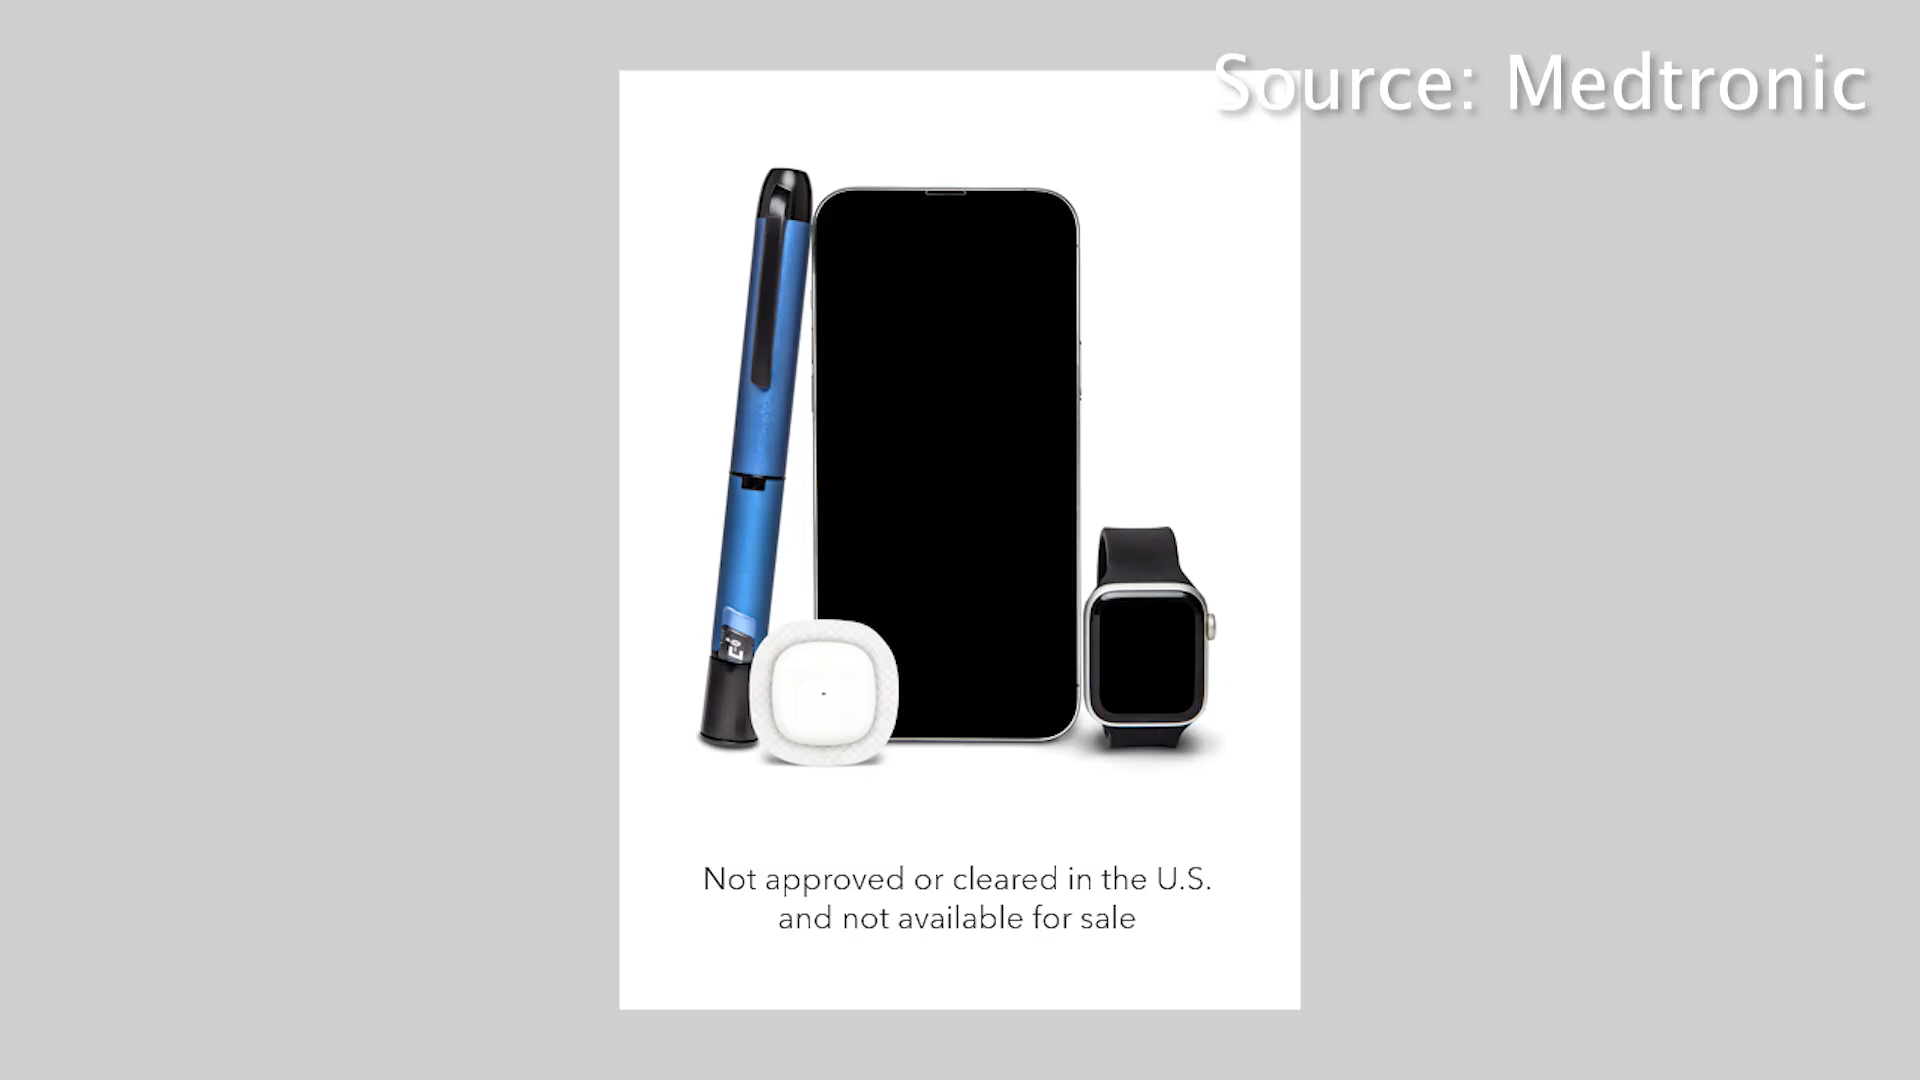 Source: Medtronic
Not approved or cleared in the U.S.
and not available for sale